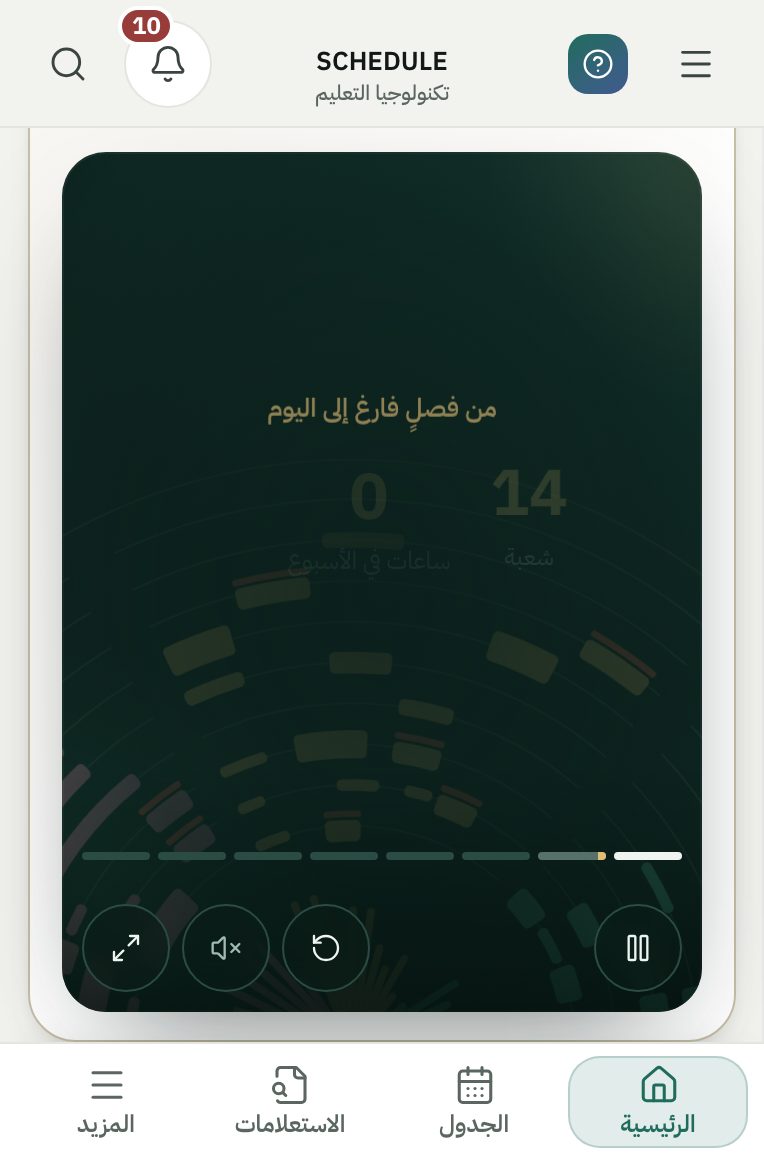 10
SCHEDULE
تكنولوجيا التعليم
من فصلٍ فارغٍ إلى اليوم
14
شعبة
0
ساعات في الأسبوع
الرئيسية
الجدول
الاستعلامات
المزيد